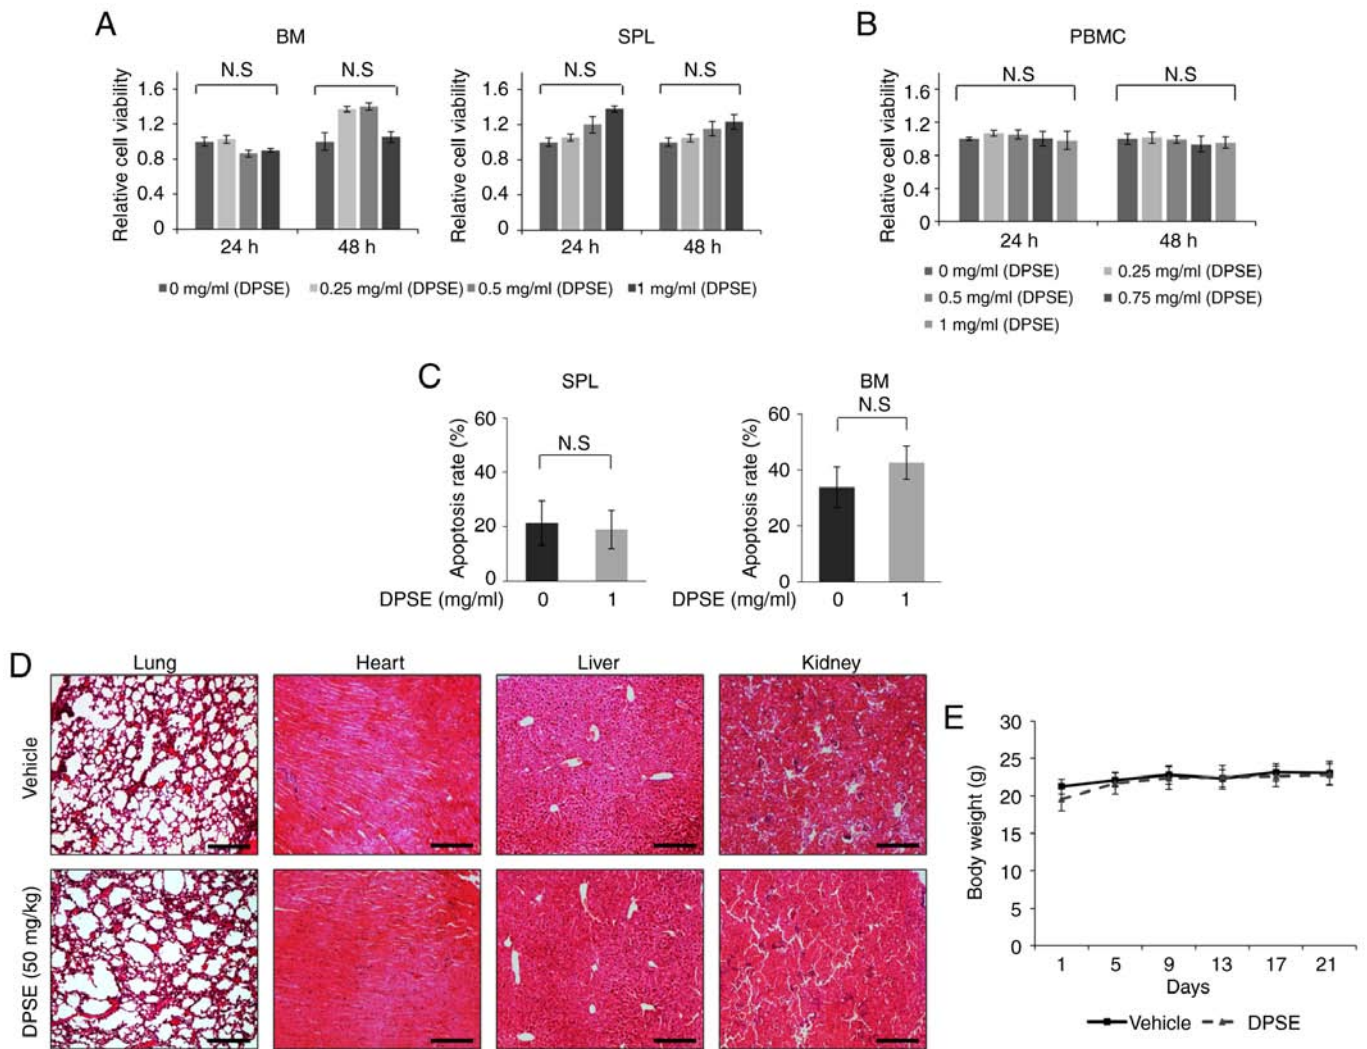 A
BM
SPL
Relative cell viability
1.6
1.2
0.8
0.4
0
N.S
N.S
24 h
48 h
Relative cell viability
1.6
1.2
0.8
0.4
0
N.S
N.S
24 h
48 h
0 mg/ml (DPSE) 0.25 mg/ml (DPSE) 0.5 mg/ml (DPSE) 1 mg/ml (DPSE)
B
PBMC
Relative cell viability
1.6
1.2
0.8
0.4
0
N.S
N.S
24 h
48 h
0 mg/ml (DPSE) 0.25 mg/ml (DPSE)
0.5 mg/ml (DPSE) 0.75 mg/ml (DPSE)
1 mg/ml (DPSE)
C
SPL
Apoptosis rate (%)
60
40
20
0
N.S
DPSE (mg/ml) 0 1
BM
Apoptosis rate (%)
60
40
20
0
N.S
DPSE (mg/ml) 0 1
D
Lung Heart Liver Kidney
Vehicle
DPSE (50 mg/kg)
E
Body weight (g)
30
25
20
15
10
5
0
1 5 9 13 17 21
Days
Vehicle DPSE